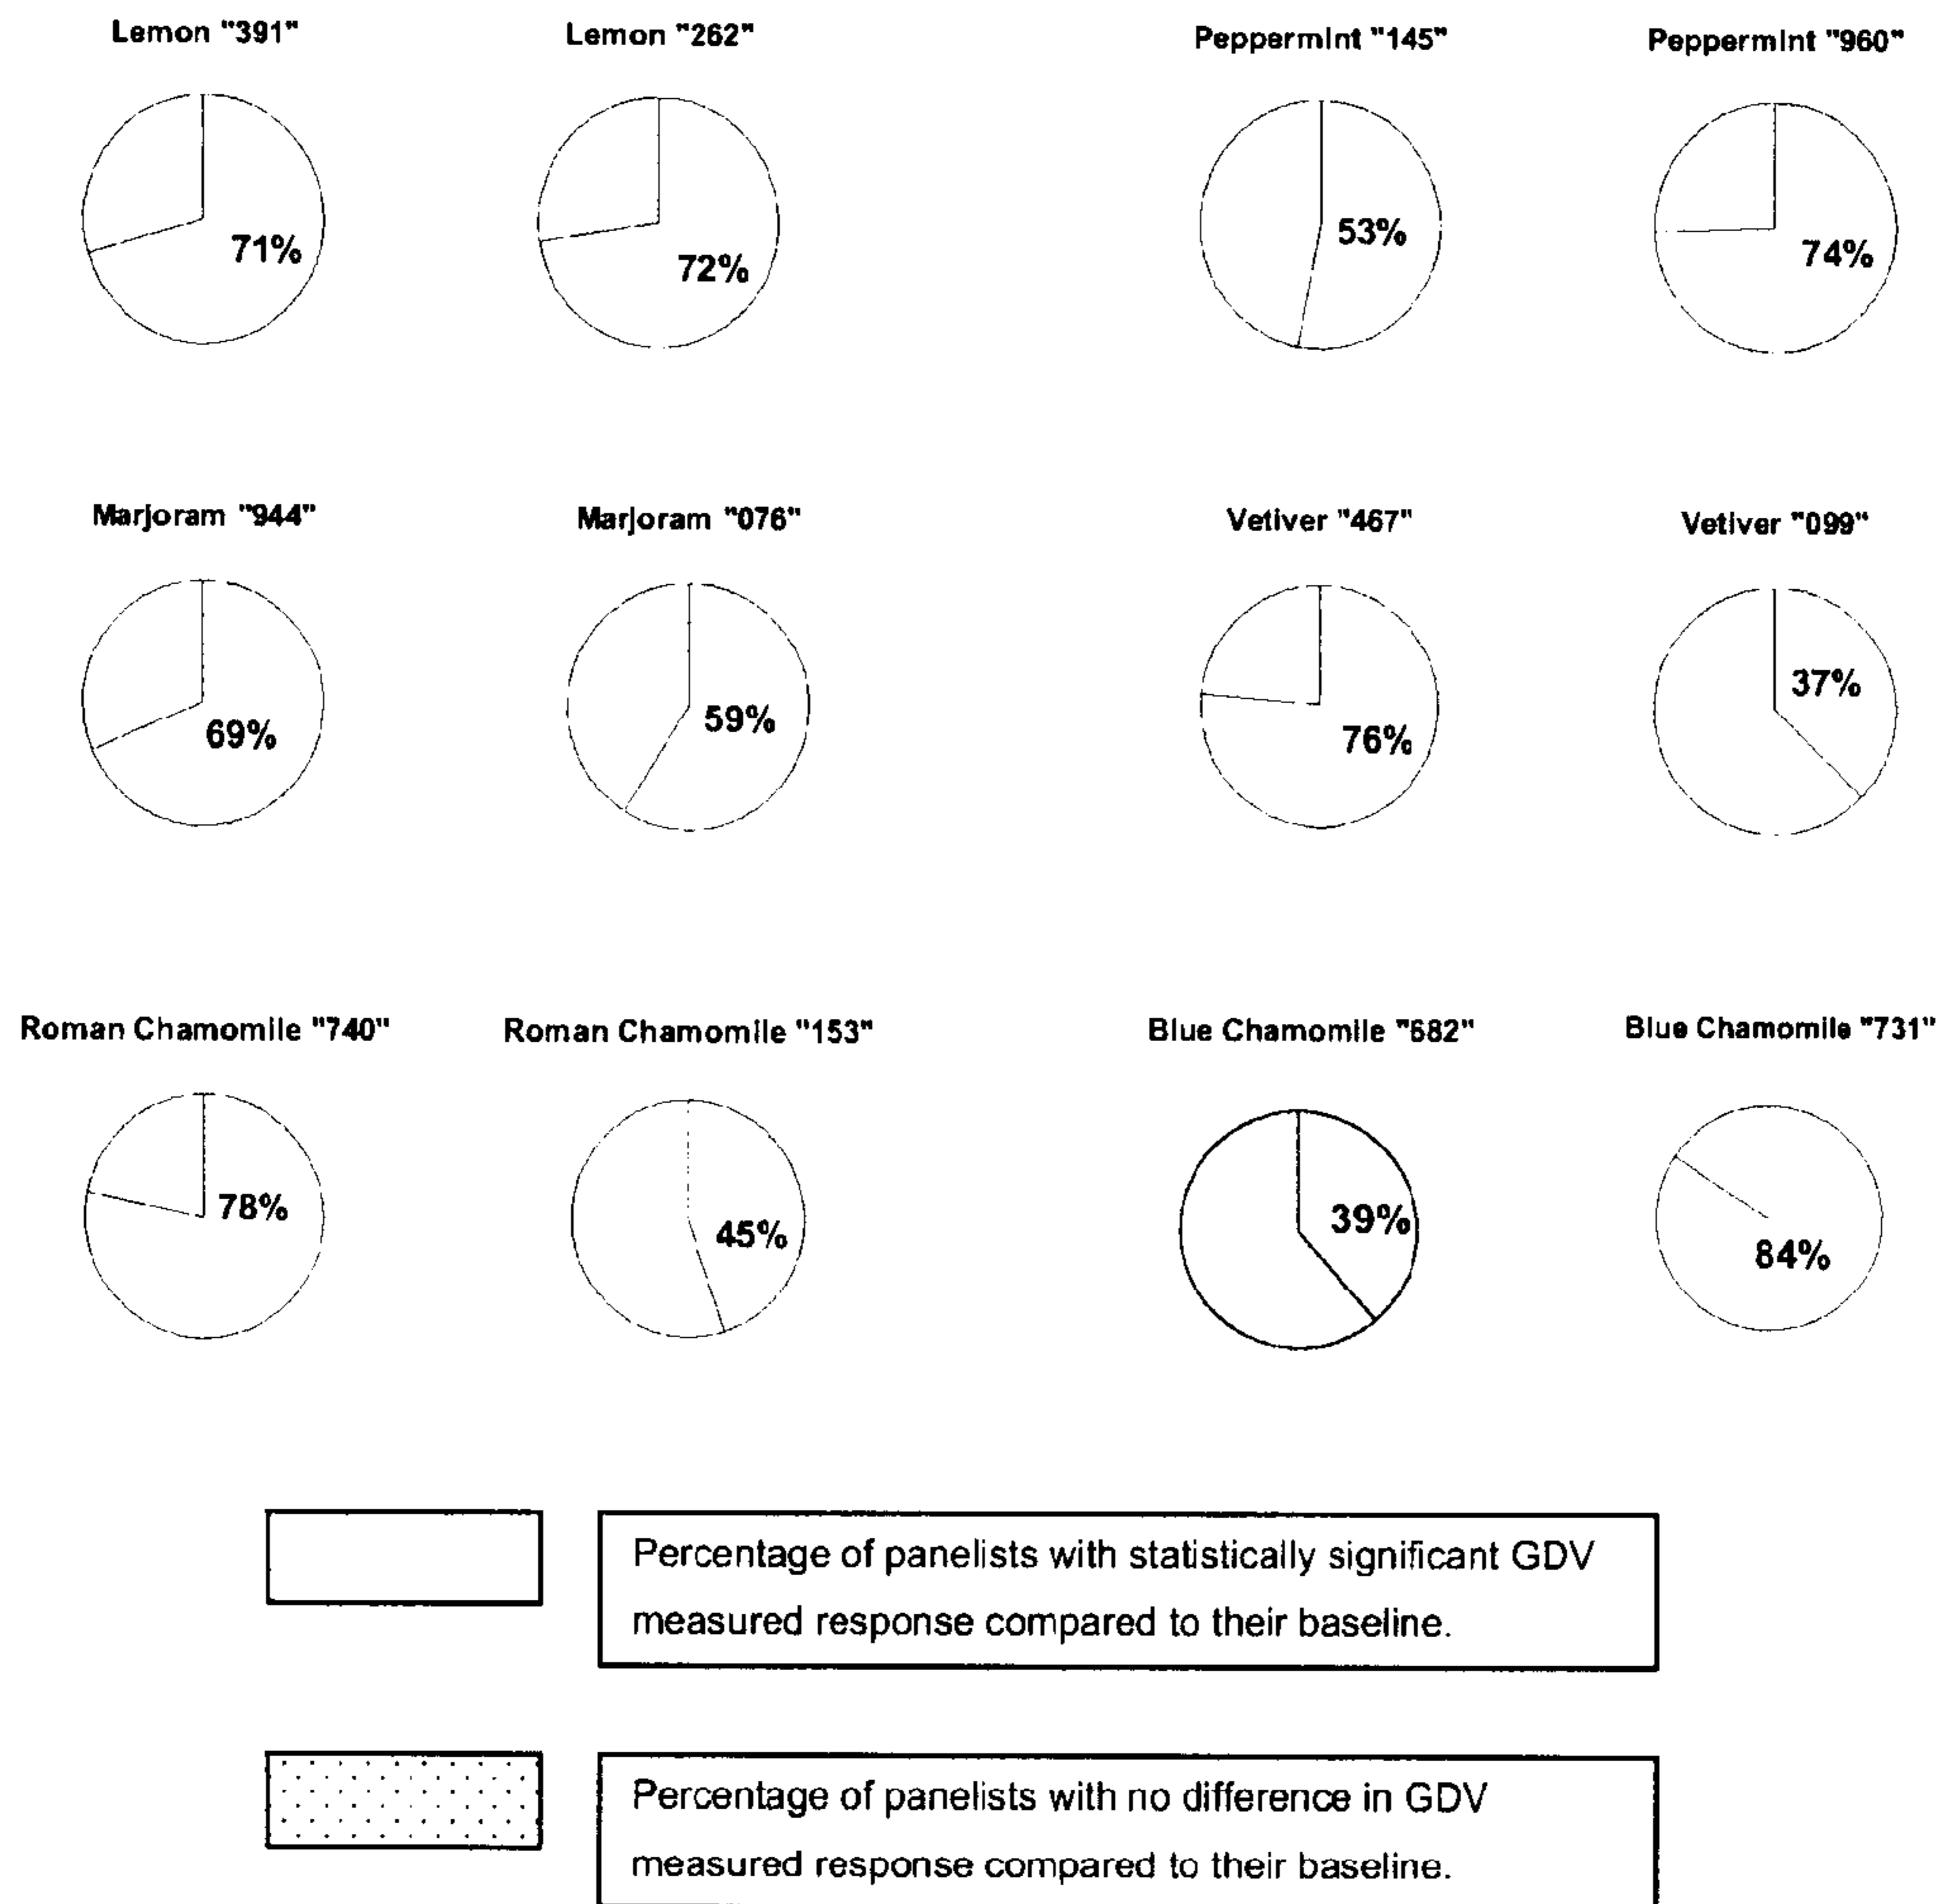 Lemon "391"
Lemon "262"
Peppermint "145"
Peppermint "960"
71%
72%
53%
74%
Marjoram "944"
Marjoram "076"
Vetiver "467"
Vetiver "099"
69%
59%
76%
37%
Roman Chamomile "740"
Roman Chamomile "153"
Blue Chamomile "682"
Blue Chamomile "731"
78%
45%
39%
84%
Percentage of panelists with statistically significant GDV
measured response compared to their baseline.
Percentage of panelists with no difference in GDV
measured response compared to their baseline.